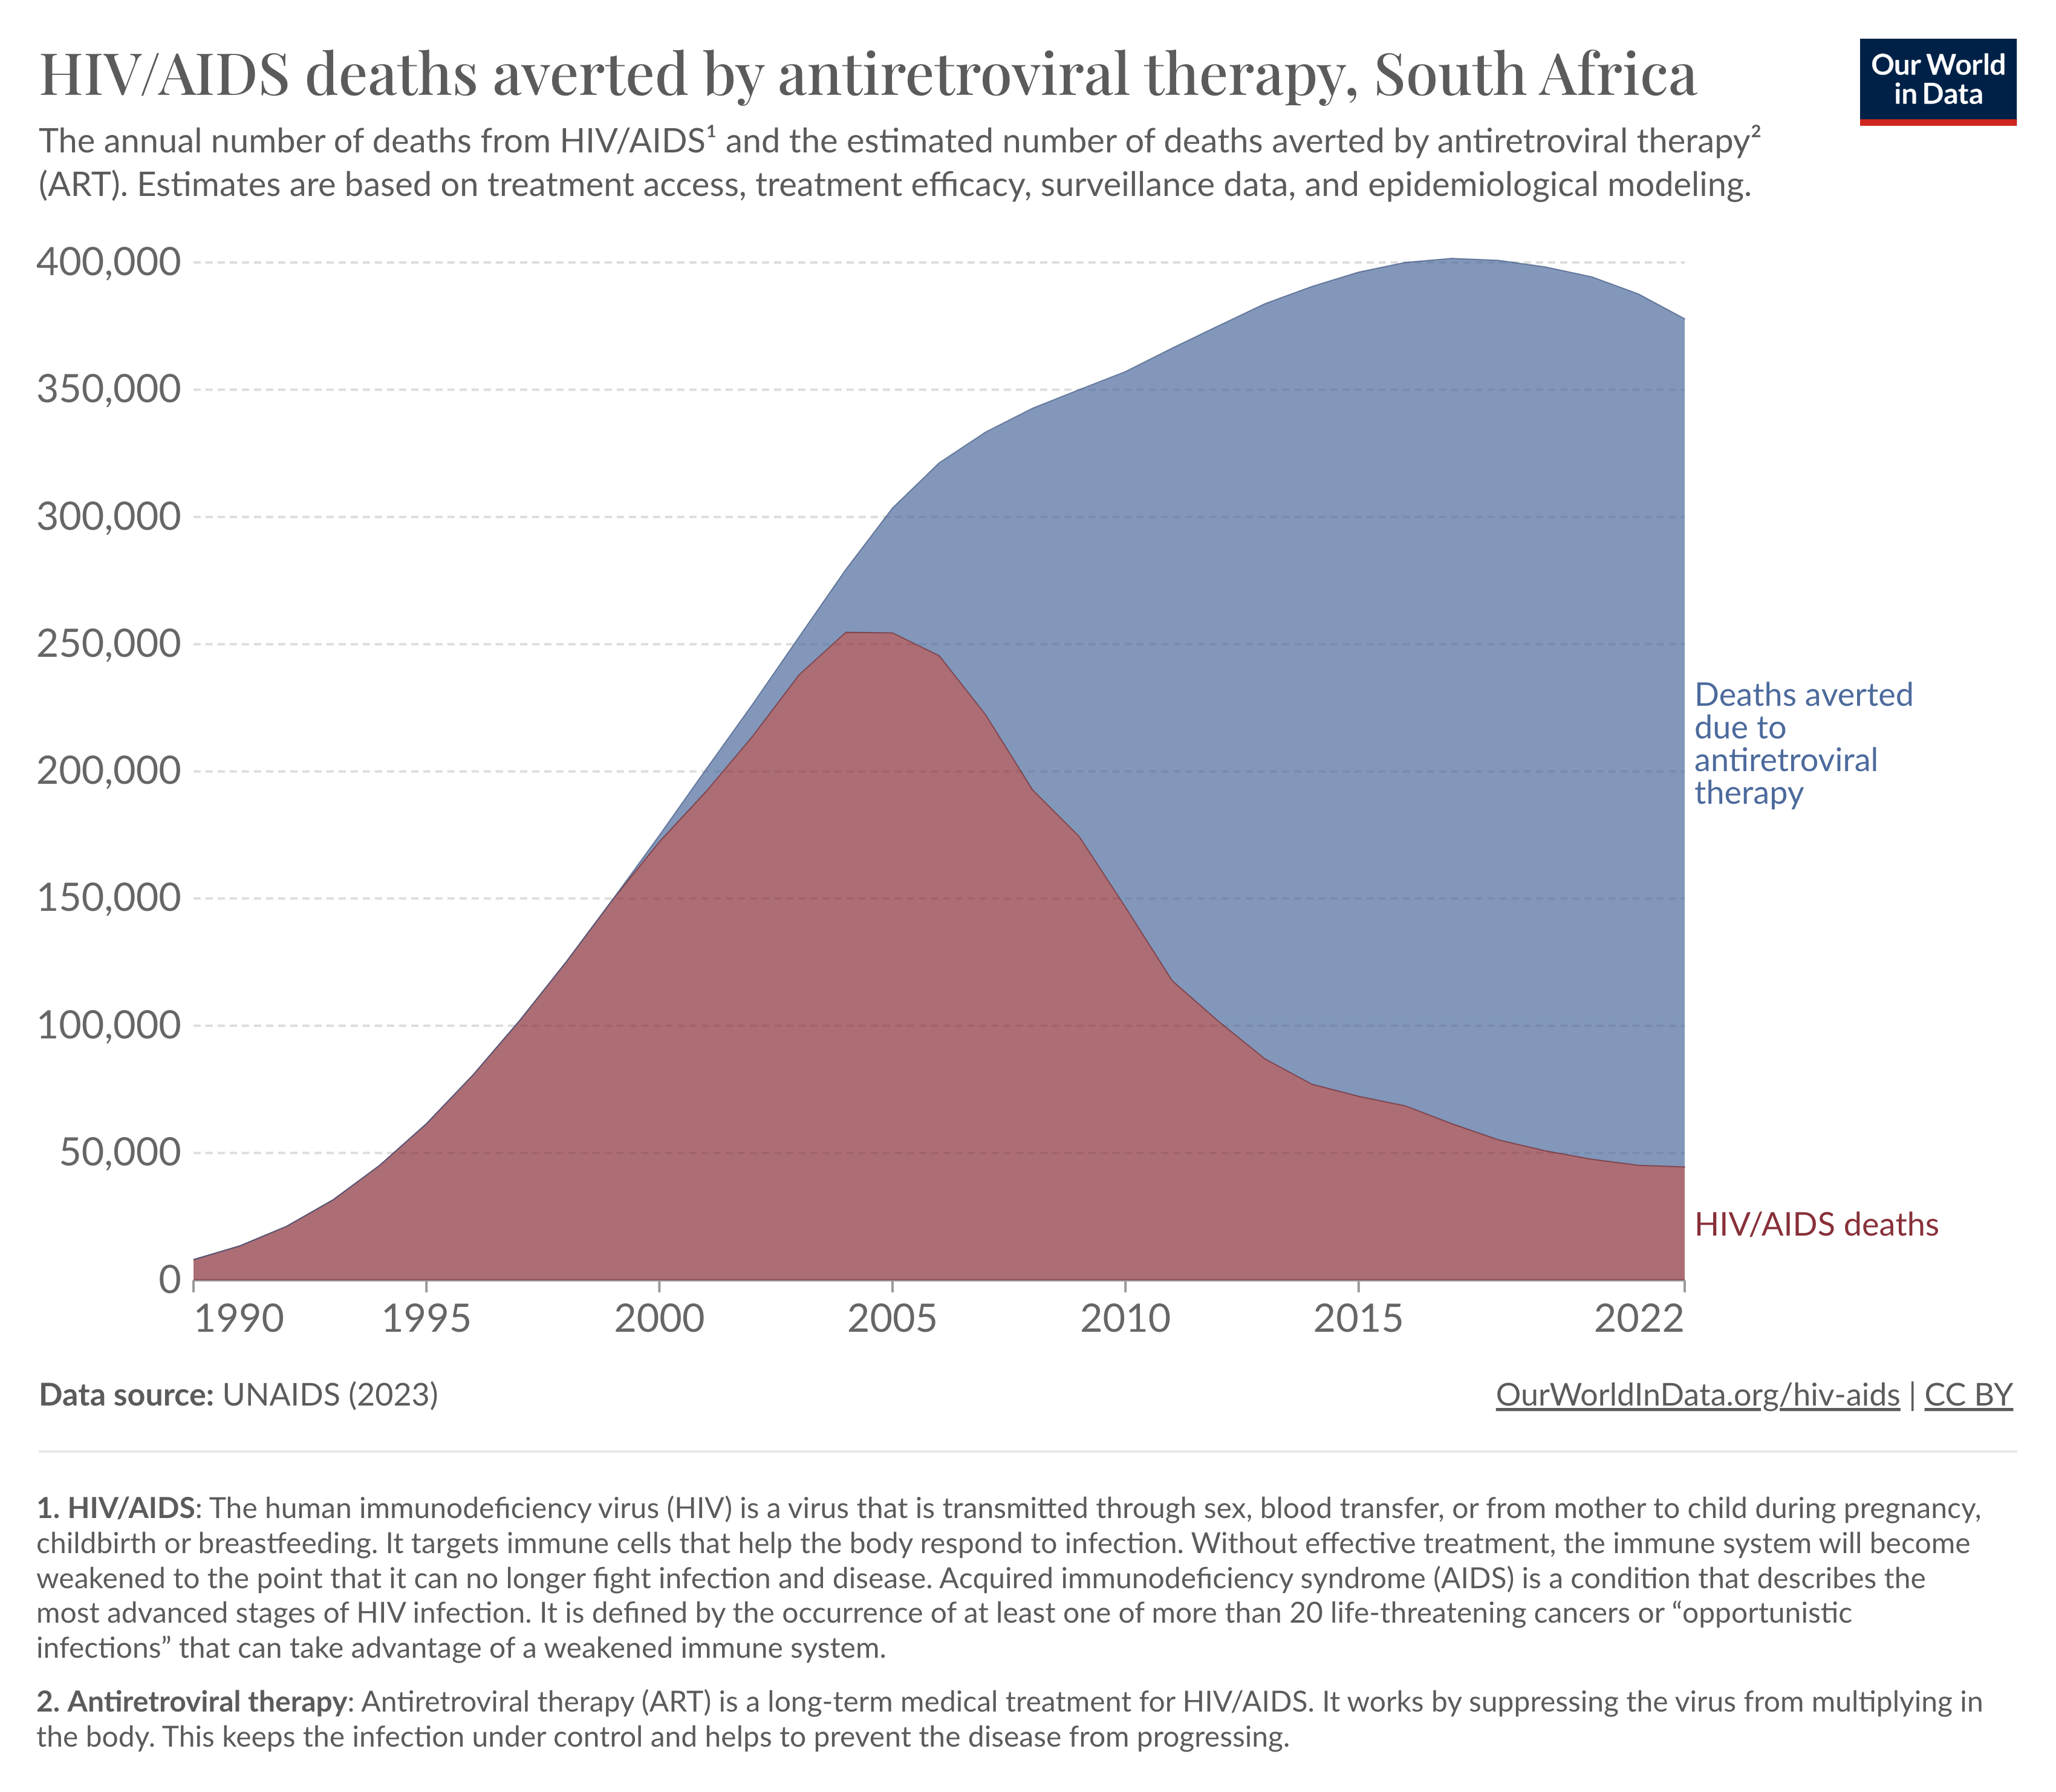 HIV/AIDS deaths averted by antiretroviral therapy, South Africa
Our World
in Data
The annual number of deaths from HIV/AIDS¹ and the estimated number of deaths averted by antiretroviral therapy²
(ART). Estimates are based on treatment access, treatment efficacy, surveillance data, and epidemiological modeling.
400,000
350,000
300,000
250,000
200,000
150,000
100,000
50,000
0
Deaths averted
due to
antiretroviral
therapy
HIV/AIDS deaths
1990 1995 2000 2005 2010 2015 2022
Data source: UNAIDS (2023)
OurWorldInData.org/hiv-aids | CC BY
1. HIV/AIDS: The human immunodeficiency virus (HIV) is a virus that is transmitted through sex, blood transfer, or from mother to child during pregnancy,
childbirth or breastfeeding. It targets immune cells that help the body respond to infection. Without effective treatment, the immune system will become
weakened to the point that it can no longer fight infection and disease. Acquired immunodeficiency syndrome (AIDS) is a condition that describes the
most advanced stages of HIV infection. It is defined by the occurrence of at least one of more than 20 life-threatening cancers or “opportunistic
infections” that can take advantage of a weakened immune system.
2. Antiretroviral therapy: Antiretroviral therapy (ART) is a long-term medical treatment for HIV/AIDS. It works by suppressing the virus from multiplying in
the body. This keeps the infection under control and helps to prevent the disease from progressing.